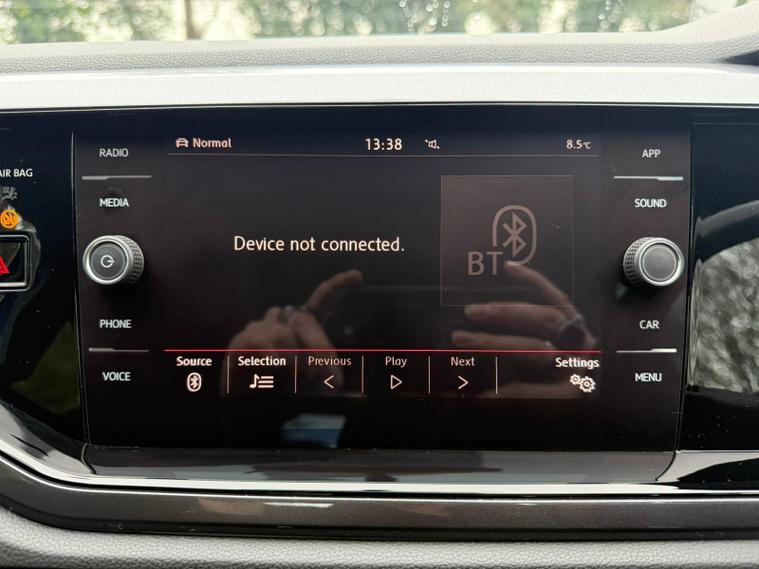 Normal 13:38 8.5°C
RADIO
APP
AIR BAG
MEDIA
SOUND
Device not connected.
BT
PHONE
CAR
Source Selection Previous Play Next Settings
VOICE
MENU